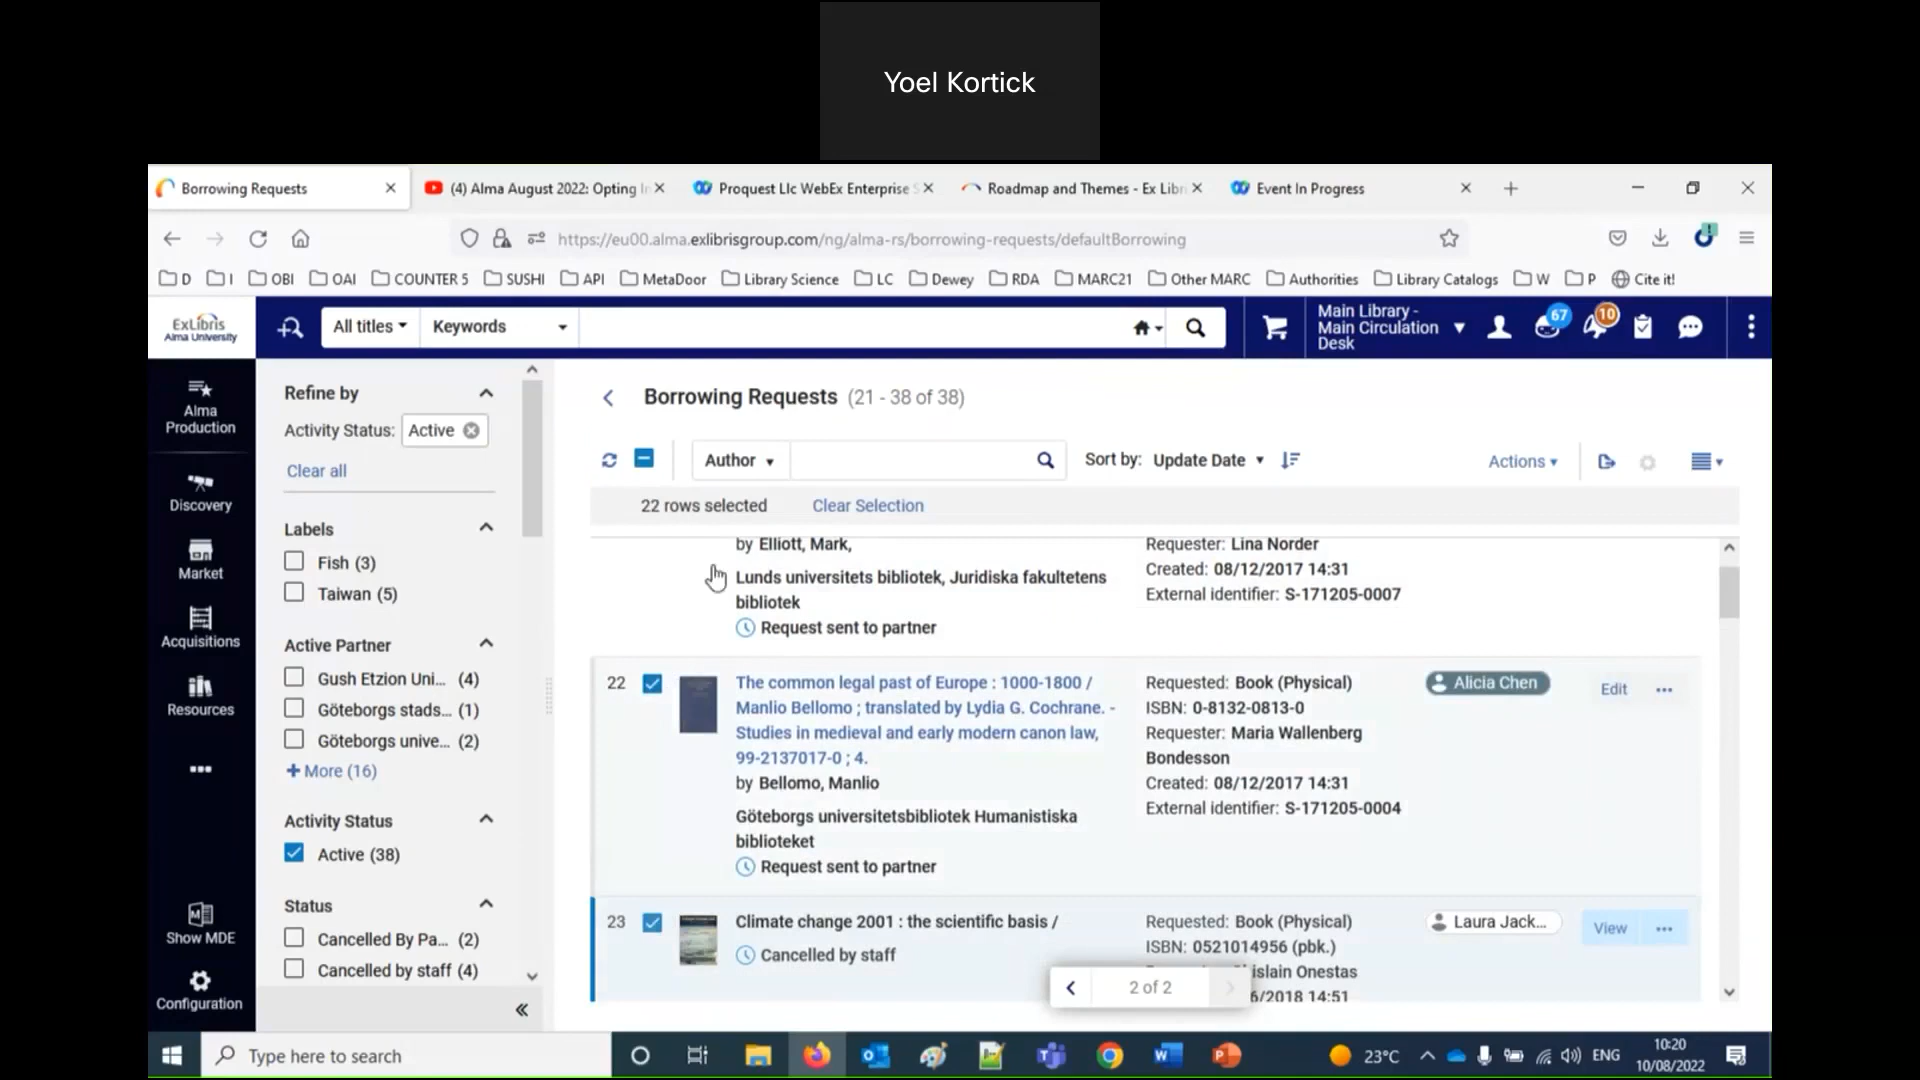 Yoel Kortick
Borrowing Requests
(4) Alma August 2022: Opting In
Proquest Llc WebEx Enterprise S
Roadmap and Themes - Ex Libri
Event In Progress
https://eu00.alma.exlibrisgroup.com/ng/alma-rs/borrowing-requests/defaultBorrowing
D I OBI OAI COUNTER 5 SUSHI API MetaDoor Library Science LC Dewey RDA MARC21 Other MARC Authorities Library Catalogs W P Cite it!
ExLibris
Alma University
All titles
Keywords
Main Library -
Main Circulation
Desk
67
10
Alma
Production
Discovery
Market
Acquisitions
Resources
Show MDE
Configuration
Refine by
Activity Status: Active
Clear all
Labels
Fish (3)
Taiwan (5)
Active Partner
Gush Etzion Uni... (4)
Göteborgs stads... (1)
Göteborgs unive... (2)
+ More (16)
Activity Status
Active (38)
Status
Cancelled By Pa... (2)
Cancelled by staff (4)
Borrowing Requests (21 - 38 of 38)
Author
Sort by: Update Date
Actions
22 rows selected Clear Selection
by Elliott, Mark,
Lunds universitets bibliotek, Juridiska fakultetens
bibliotek
Request sent to partner
Requester: Lina Norder
Created: 08/12/2017 14:31
External identifier: S-171205-0007
22
The common legal past of Europe : 1000-1800 /
Manlio Bellomo ; translated by Lydia G. Cochrane. -
Studies in medieval and early modern canon law,
99-2137017-0 ; 4.
by Bellomo, Manlio
Göteborgs universitetsbibliotek Humanistiska
biblioteket
Request sent to partner
Requested: Book (Physical)
ISBN: 0-8132-0813-0
Requester: Maria Wallenberg
Bondesson
Created: 08/12/2017 14:31
External identifier: S-171205-0004
Alicia Chen
Edit
23
Climate change 2001 : the scientific basis /
Cancelled by staff
Requested: Book (Physical)
ISBN: 0521014956 (pbk.)
islain Onestas
6/2018 14:51
Laura Jack...
View
2 of 2
Type here to search
23°C
ENG
10:20
10/08/2022